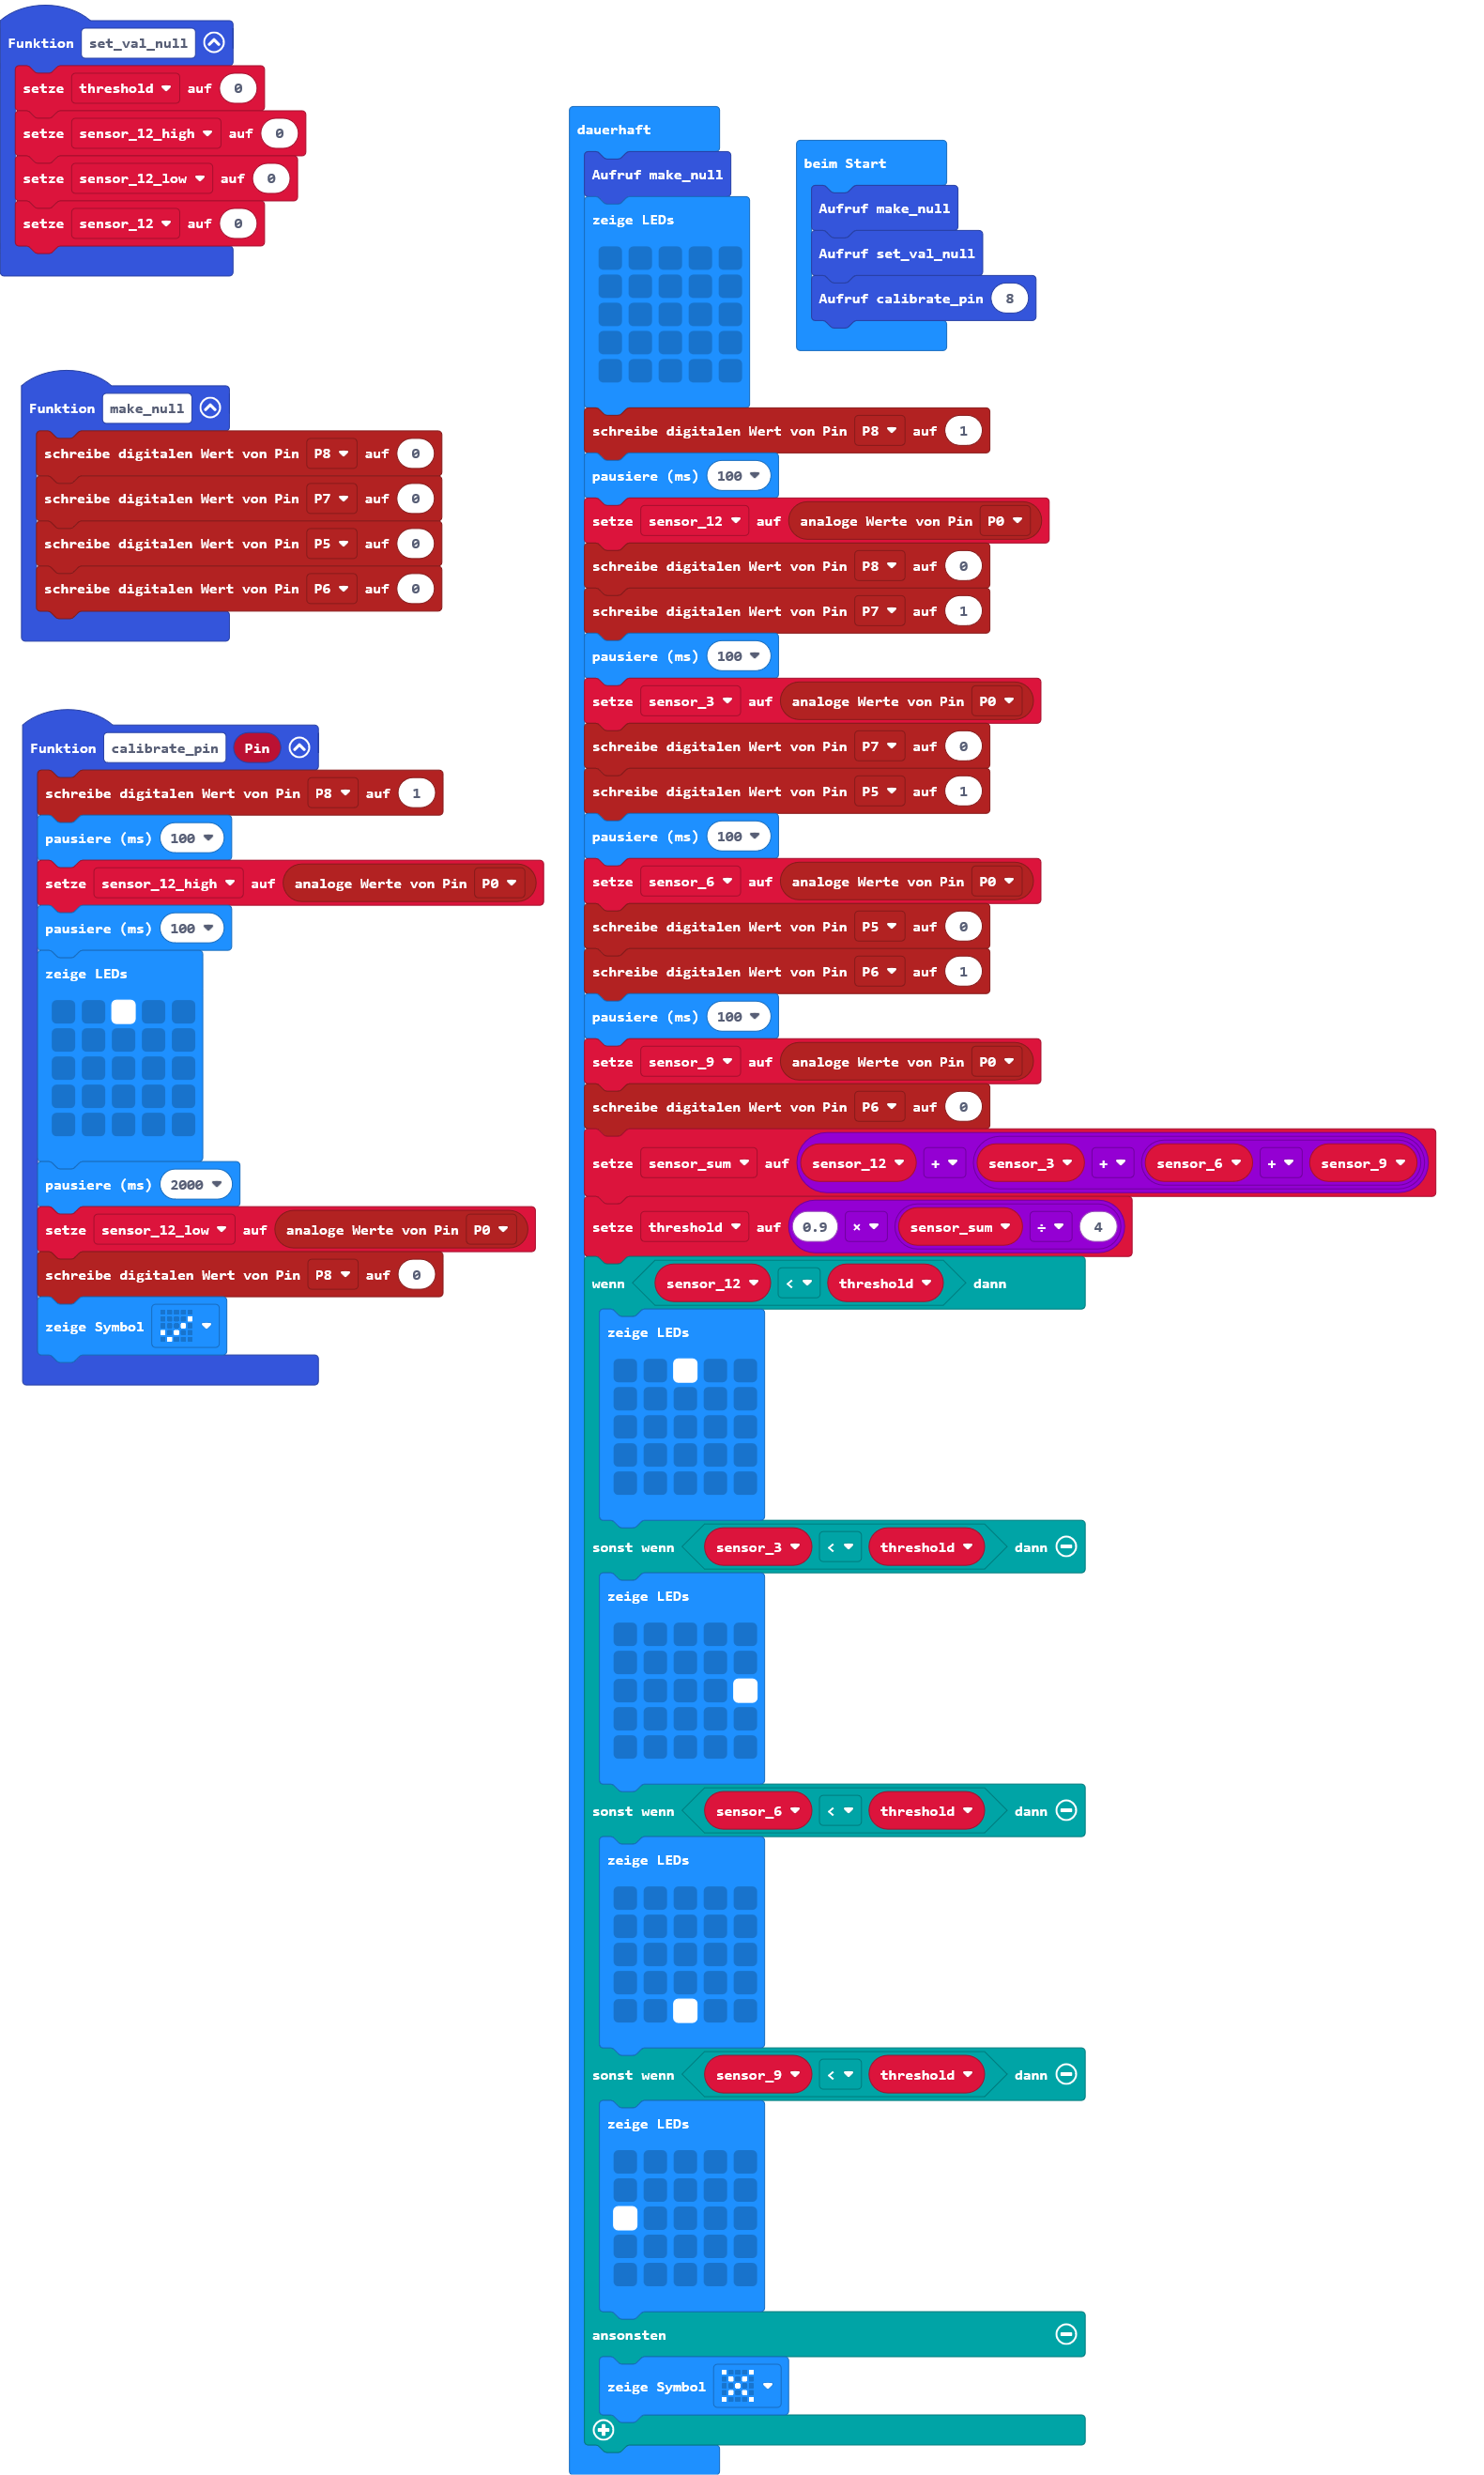 Funktion set_val_null
setze threshold auf 0
setze sensor_12_high auf 0
setze sensor_12_low auf 0
setze sensor_12 auf 0
Funktion make_null
schreibe digitalen Wert von Pin P8 auf 0
schreibe digitalen Wert von Pin P7 auf 0
schreibe digitalen Wert von Pin P5 auf 0
schreibe digitalen Wert von Pin P6 auf 0
Funktion calibrate_pin Pin
schreibe digitalen Wert von Pin P8 auf 1
pausiere (ms) 100
setze sensor_12_high auf analoge Werte von Pin P0
pausiere (ms) 100
zeige LEDs
pausiere (ms) 2000
setze sensor_12_low auf analoge Werte von Pin P0
schreibe digitalen Wert von Pin P8 auf 0
zeige Symbol
dauerhaft
Aufruf make_null
zeige LEDs
schreibe digitalen Wert von Pin P8 auf 1
pausiere (ms) 100
setze sensor_12 auf analoge Werte von Pin P0
schreibe digitalen Wert von Pin P8 auf 0
schreibe digitalen Wert von Pin P7 auf 1
pausiere (ms) 100
setze sensor_3 auf analoge Werte von Pin P0
schreibe digitalen Wert von Pin P7 auf 0
schreibe digitalen Wert von Pin P5 auf 1
pausiere (ms) 100
setze sensor_6 auf analoge Werte von Pin P0
schreibe digitalen Wert von Pin P5 auf 0
schreibe digitalen Wert von Pin P6 auf 1
pausiere (ms) 100
setze sensor_9 auf analoge Werte von Pin P0
schreibe digitalen Wert von Pin P6 auf 0
setze sensor_sum auf sensor_12 + sensor_3 + sensor_6 + sensor_9
setze threshold auf 0.9 × sensor_sum ÷ 4
wenn sensor_12 < threshold dann
zeige LEDs
sonst wenn sensor_3 < threshold dann
zeige LEDs
sonst wenn sensor_6 < threshold dann
zeige LEDs
sonst wenn sensor_9 < threshold dann
zeige LEDs
ansonsten
zeige Symbol
beim Start
Aufruf make_null
Aufruf set_val_null
Aufruf calibrate_pin 8